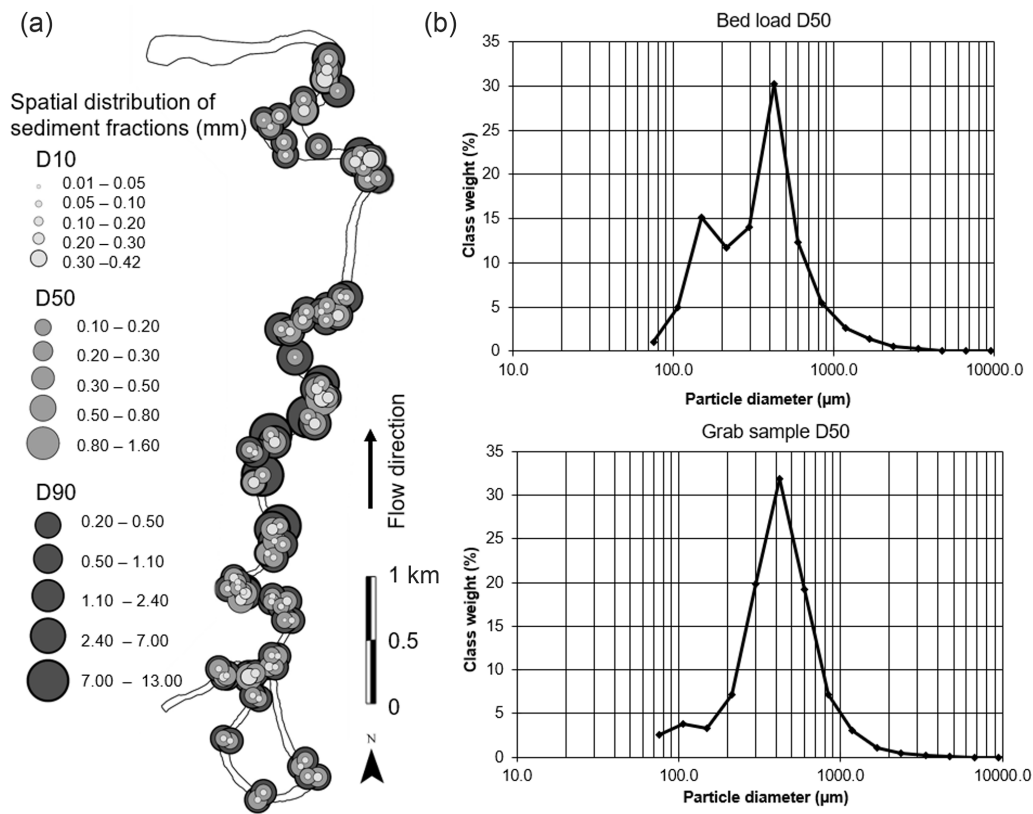 (a)
Spatial distribution of
sediment fractions (mm)
D10
0.01 – 0.05
0.05 – 0.10
0.10 – 0.20
0.20 – 0.30
0.30 –0.42
D50
0.10 – 0.20
0.20 – 0.30
0.30 – 0.50
0.50 – 0.80
0.80 – 1.60
D90
0.20 – 0.50
0.50 – 1.10
1.10 – 2.40
2.40 – 7.00
7.00 – 13.00
Flow direction
1 km
0.5
0
N
(b)
Bed load D50
35
30
25
20
15
10
5
0
Class weight (%)
10.0
100.0
1000.0
10000.0
Particle diameter (µm)
Grab sample D50
35
30
25
20
15
10
5
0
Class weight (%)
10.0
100.0
1000.0
10000.0
Particle diameter (µm)